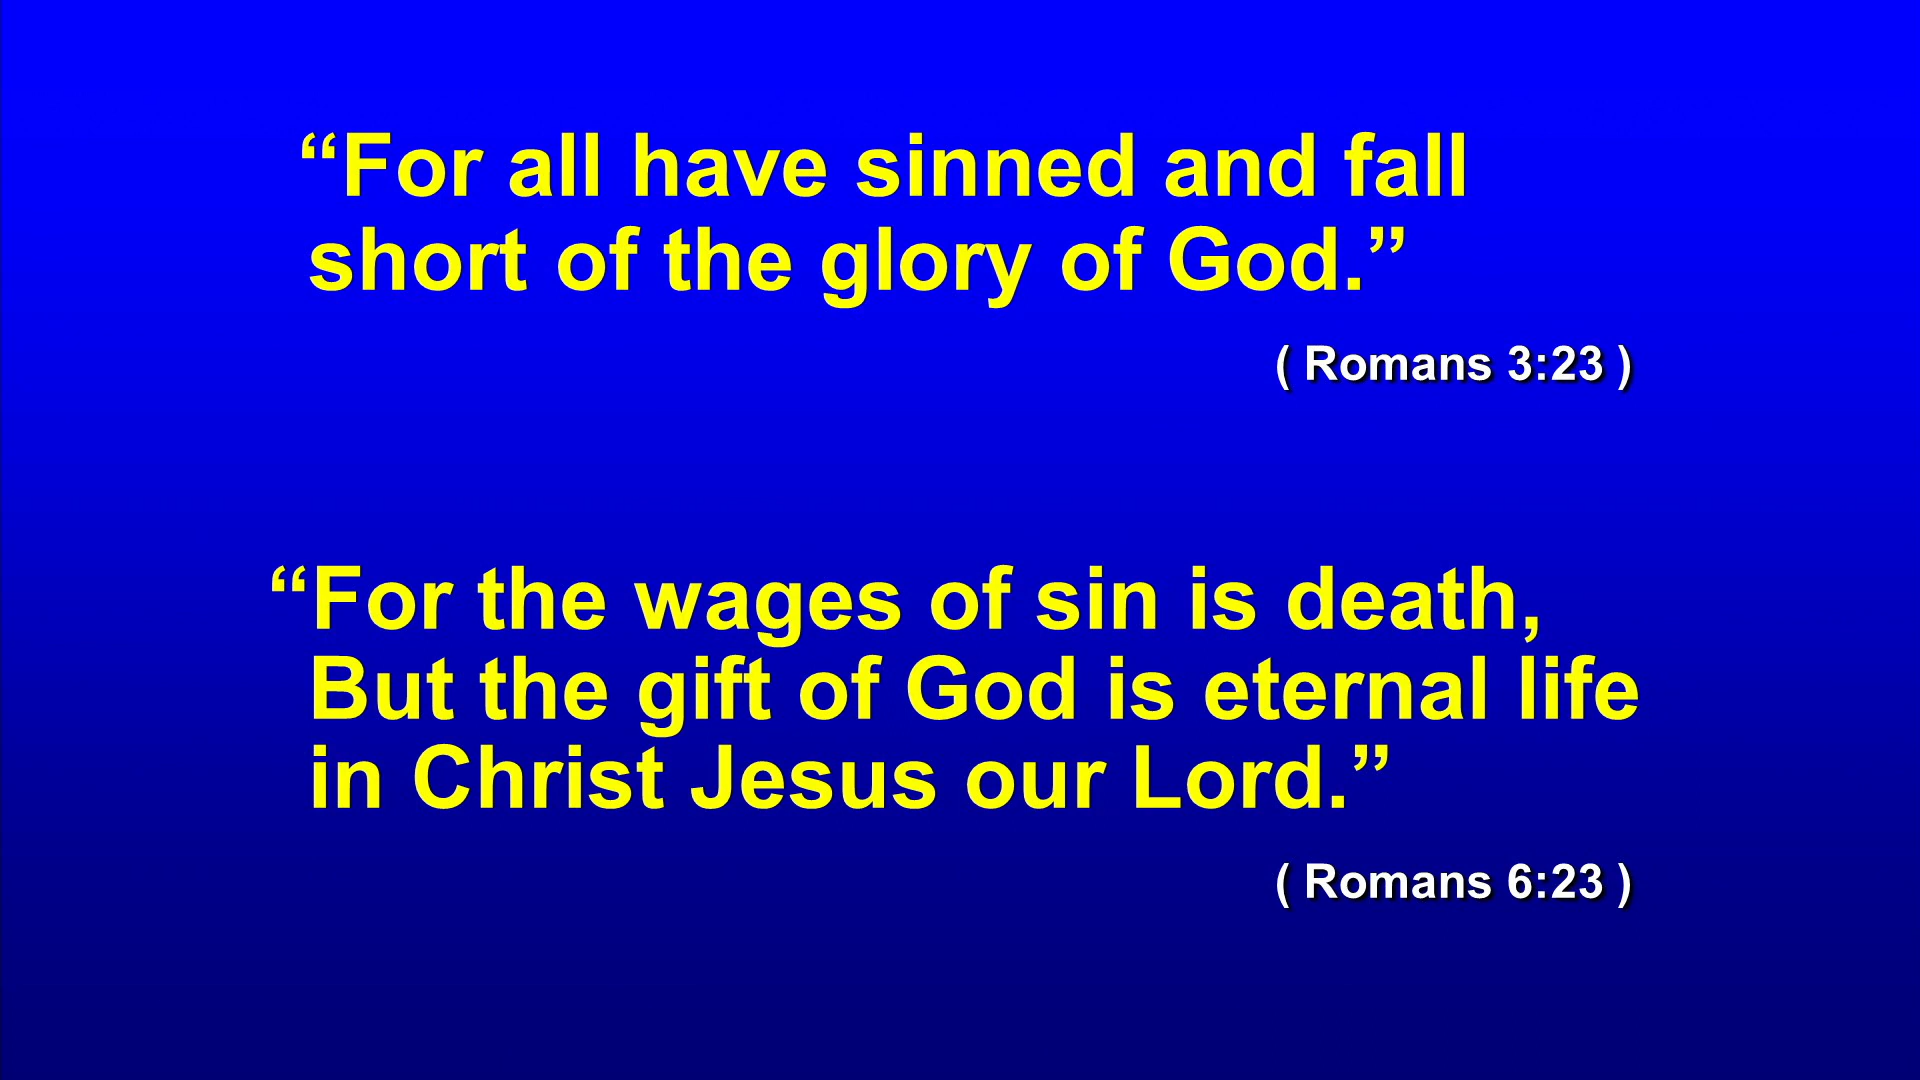 “For all have sinned and fall
short of the glory of God.”
( Romans 3:23 )
“For the wages of sin is death,
But the gift of God is eternal life
in Christ Jesus our Lord.”
( Romans 6:23 )